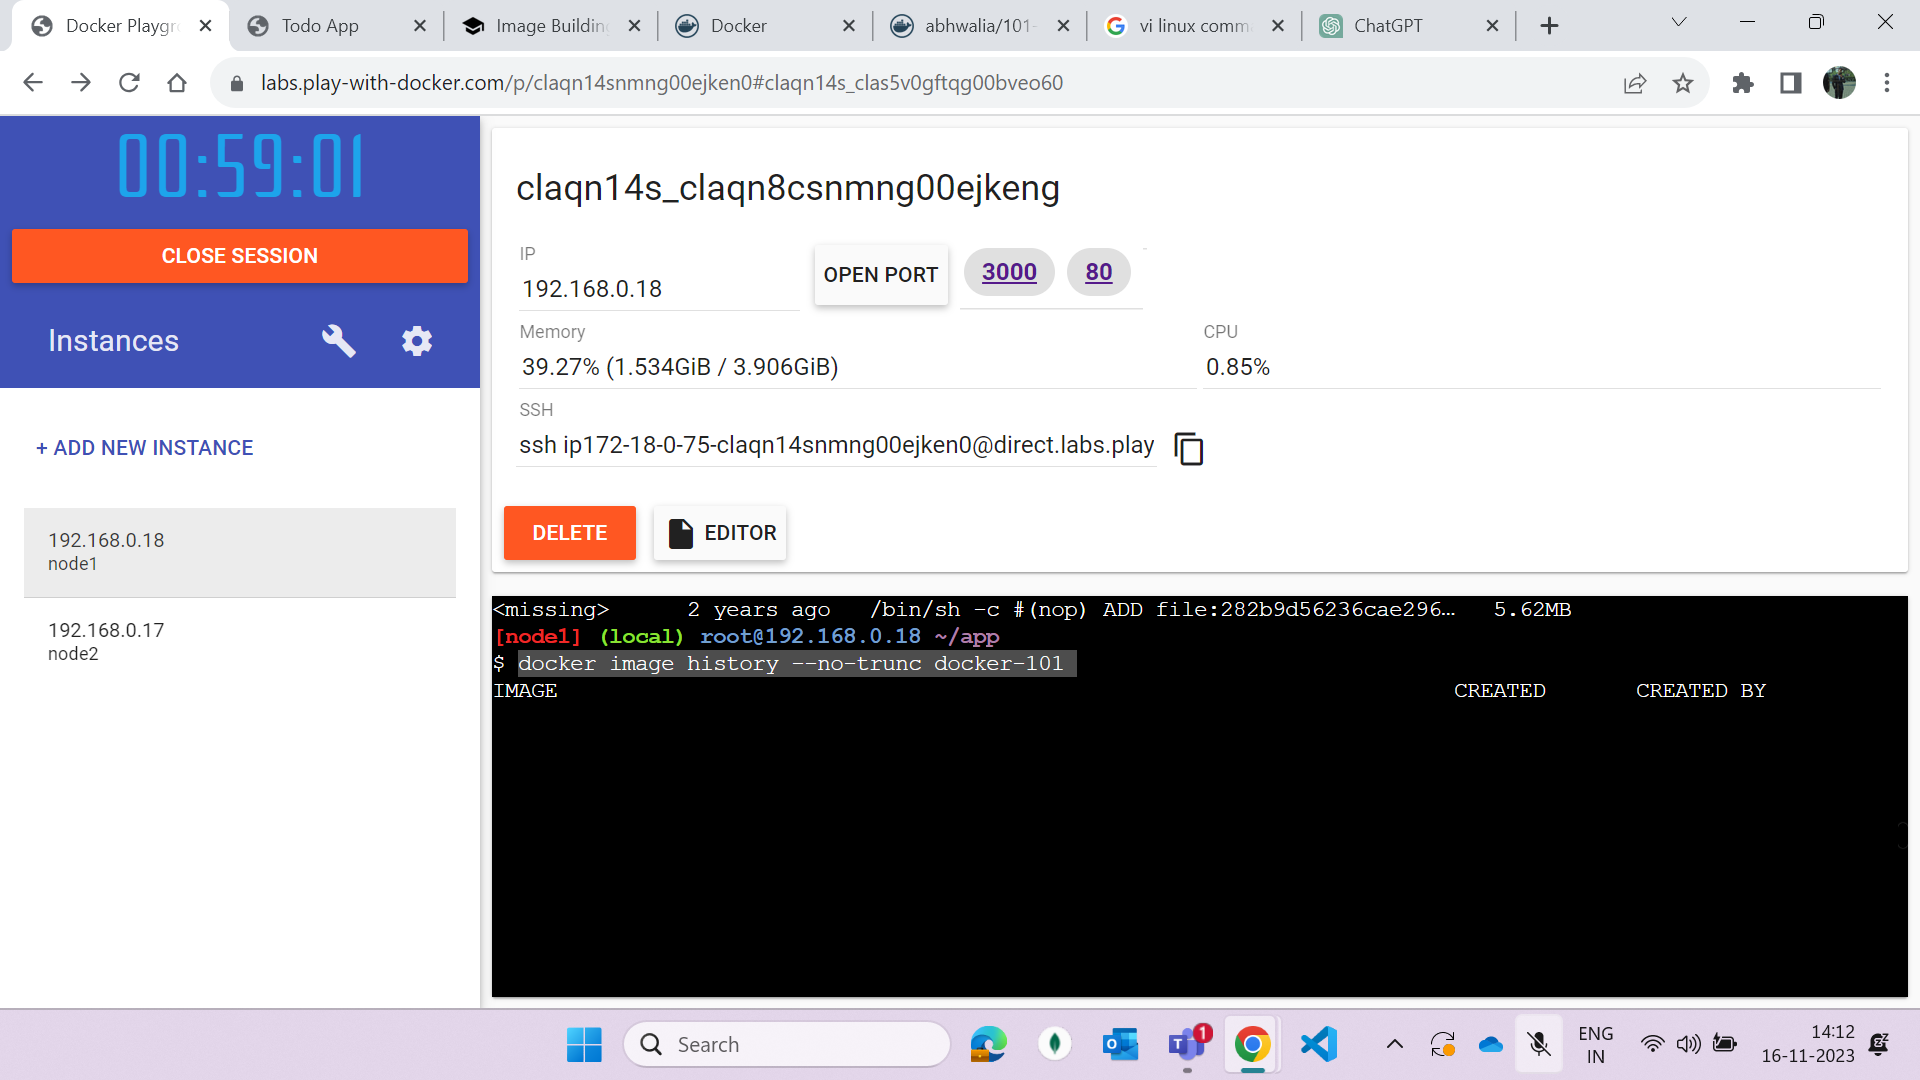 Docker Playgr
Todo App
Image Building
Docker
abhwalia/101-
vi linux comma
ChatGPT
labs.play-with-docker.com/p/claqn14snmng00ejken0#claqn14s_clas5v0gftqg00bveo60
00:59:01
CLOSE SESSION
Instances
+ ADD NEW INSTANCE
192.168.0.18
node1
192.168.0.17
node2
claqn14s_claqn8csnmng00ejkeng
IP
192.168.0.18
OPEN PORT
3000
80
Memory
39.27% (1.534GiB / 3.906GiB)
CPU
0.85%
SSH
ssh ip172-18-0-75-claqn14snmng00ejken0@direct.labs.play
DELETE
EDITOR
<missing>      2 years ago   /bin/sh -c #(nop) ADD file:282b9d56236cae296…   5.62MB
[node1] (local) root@192.168.0.18 ~/app
$ docker image history --no-trunc docker-101
IMAGE CREATED CREATED BY
Search
1
ENG
IN
14:12
16-11-2023